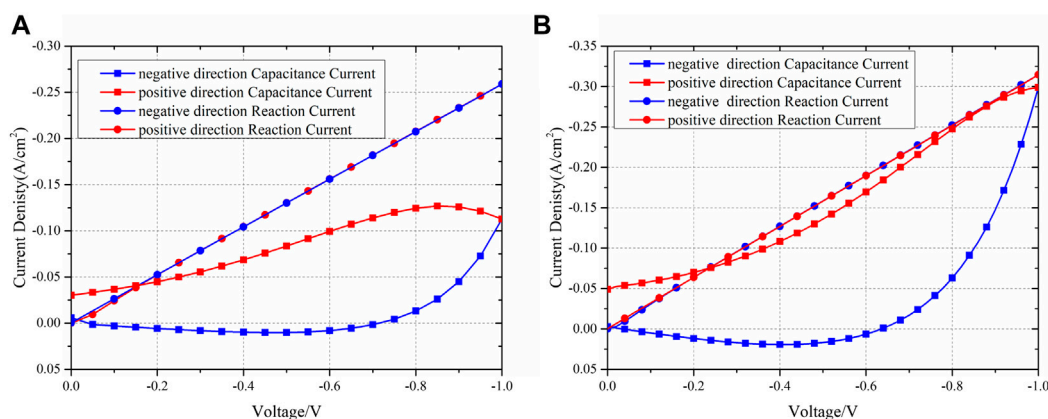 A
-0.30
-0.25
-0.20
-0.15
-0.10
-0.05
0.00
0.05
Current Denisty(A/cm²)
negative direction Capacitance Current
positive direction Capacitance Current
negative direction Reaction Current
positive direction Reaction Current
0.0 -0.2 -0.4 -0.6 -0.8 -1.0
Voltage/V
B
-0.35
-0.30
-0.25
-0.20
-0.15
-0.10
-0.05
0.00
0.05
Current Denisty(A/cm²)
negative direction Capacitance Current
positive direction Capacitance Current
negative direction Reaction Current
positive direction Reaction Current
0.0 -0.2 -0.4 -0.6 -0.8 -1.0
Voltage/V